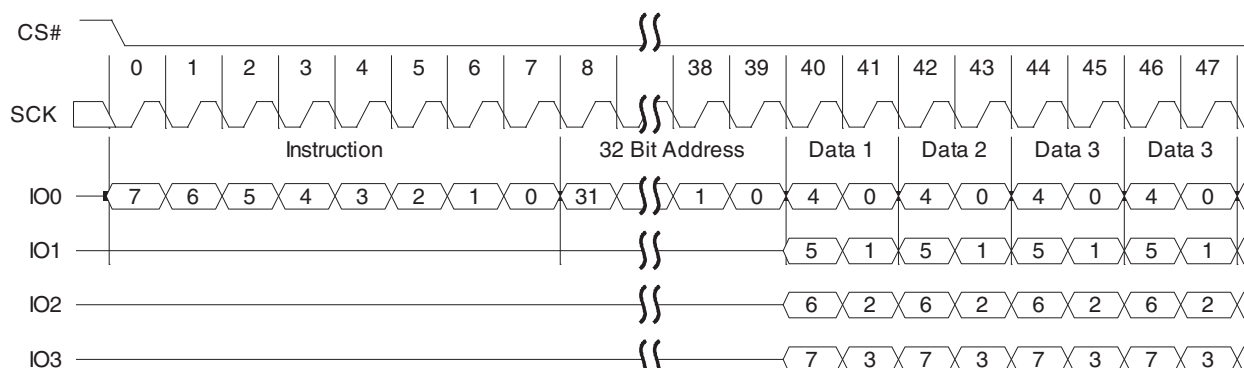 CS#
0 1 2 3 4 5 6 7 8 38 39 40 41 42 43 44 45 46 47
SCK
Instruction 32 Bit Address Data 1 Data 2 Data 3 Data 3
IO0 7 6 5 4 3 2 1 0 31 1 0 4 0 4 0 4 0 4 0
IO1 5 1 5 1 5 1 5 1
IO2 6 2 6 2 6 2 6 2
IO3 7 3 7 3 7 3 7 3